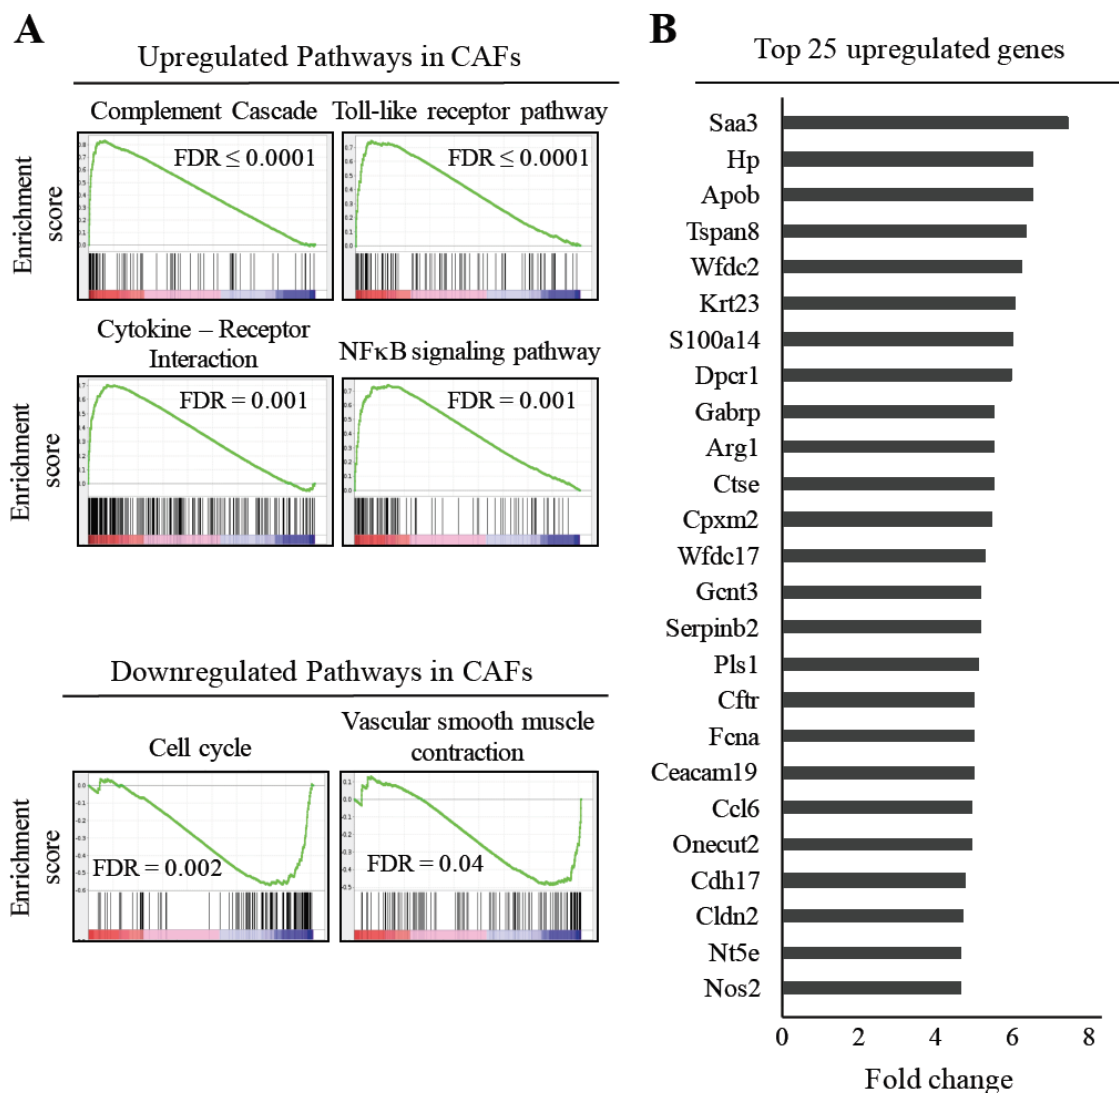 A
Upregulated Pathways in CAFs
Complement Cascade
Toll-like receptor pathway
Enrichment
score
FDR ≤ 0.0001
FDR ≤ 0.0001
Cytokine – Receptor
Interaction
NFκB signaling pathway
Enrichment
score
FDR = 0.001
FDR = 0.001
Downregulated Pathways in CAFs
Cell cycle
Vascular smooth muscle
contraction
Enrichment
score
FDR = 0.002
FDR = 0.04
B
Top 25 upregulated genes
Saa3
Hp
Apob
Tspan8
Wfdc2
Krt23
S100a14
Dpcr1
Gabrp
Arg1
Ctse
Cpxm2
Wfdc17
Gcnt3
Serpinb2
Pls1
Cftr
Fcna
Ceacam19
Ccl6
Onecut2
Cdh17
Cldn2
Nt5e
Nos2
0 2 4 6 8
Fold change